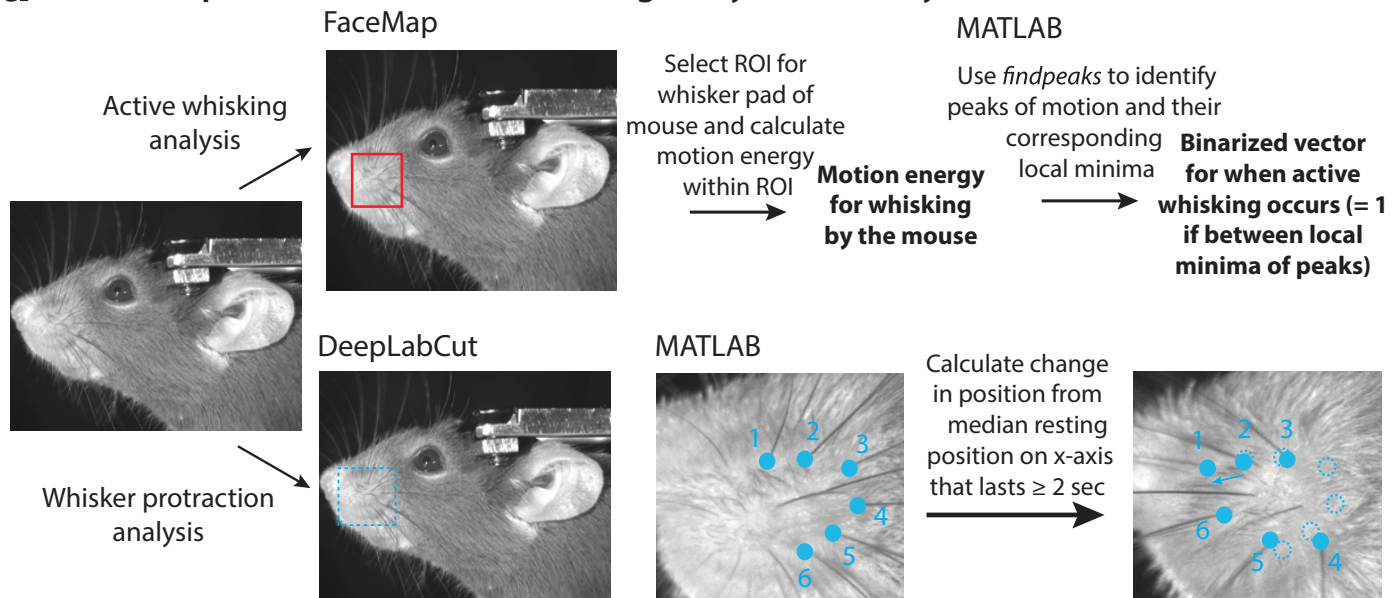 FaceMap
MATLAB
Active whisking
analysis
Select ROI for
whisker pad of
mouse and calculate
motion energy
within ROI
Motion energy
for whisking
by the mouse
Use findpeaks to identify
peaks of motion and their
corresponding
local minima
Binarized vector
for when active
whisking occurs (= 1
if between local
minima of peaks)
DeepLabCut
MATLAB
Whisker protraction
analysis
1
2
3
4
5
6
Calculate change
in position from
median resting
position on x-axis
that lasts ≥ 2 sec
1
2
3
4
5
6